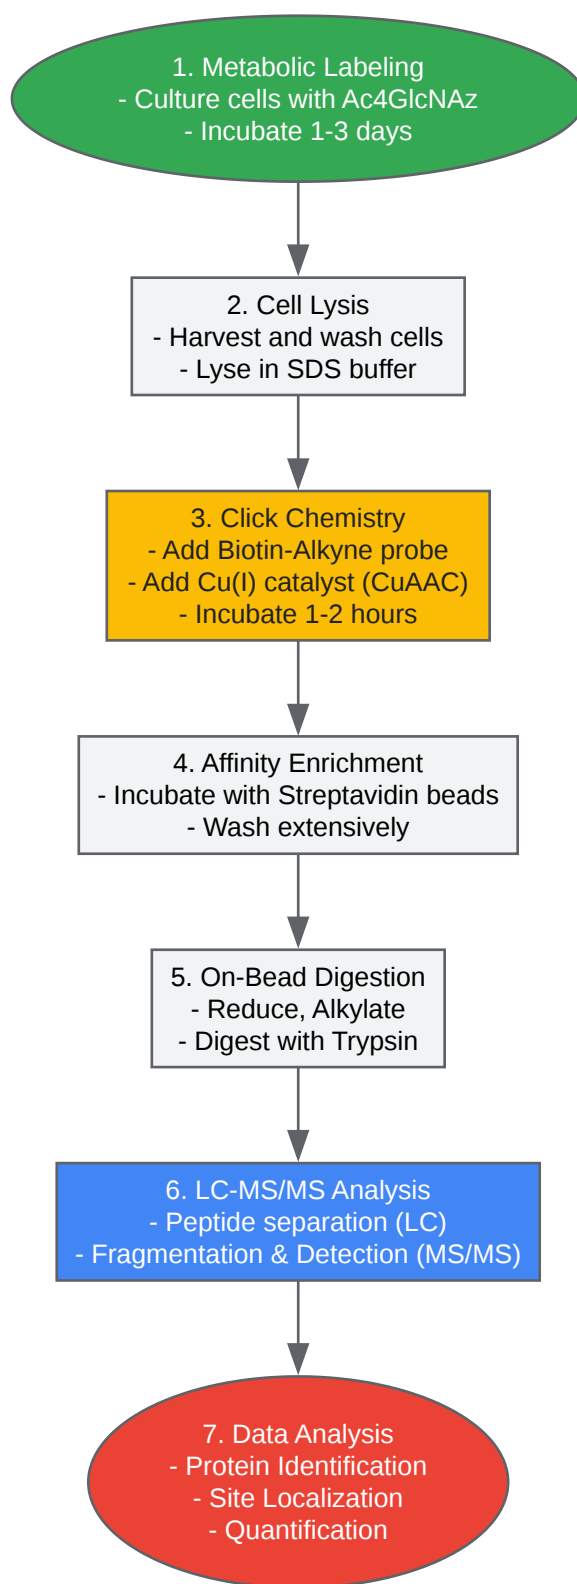 1. Metabolic Labeling
- Culture cells with Ac4GlcNAz
- Incubate 1-3 days
2. Cell Lysis
- Harvest and wash cells
- Lyse in SDS buffer
3. Click Chemistry
- Add Biotin-Alkyne probe
- Add Cu(I) catalyst (CuAAC)
- Incubate 1-2 hours
4. Affinity Enrichment
- Incubate with Streptavidin beads
- Wash extensively
5. On-Bead Digestion
- Reduce, Alkylate
- Digest with Trypsin
6. LC-MS/MS Analysis
- Peptide separation (LC)
- Fragmentation & Detection (MS/MS)
7. Data Analysis
- Protein Identification
- Site Localization
- Quantification